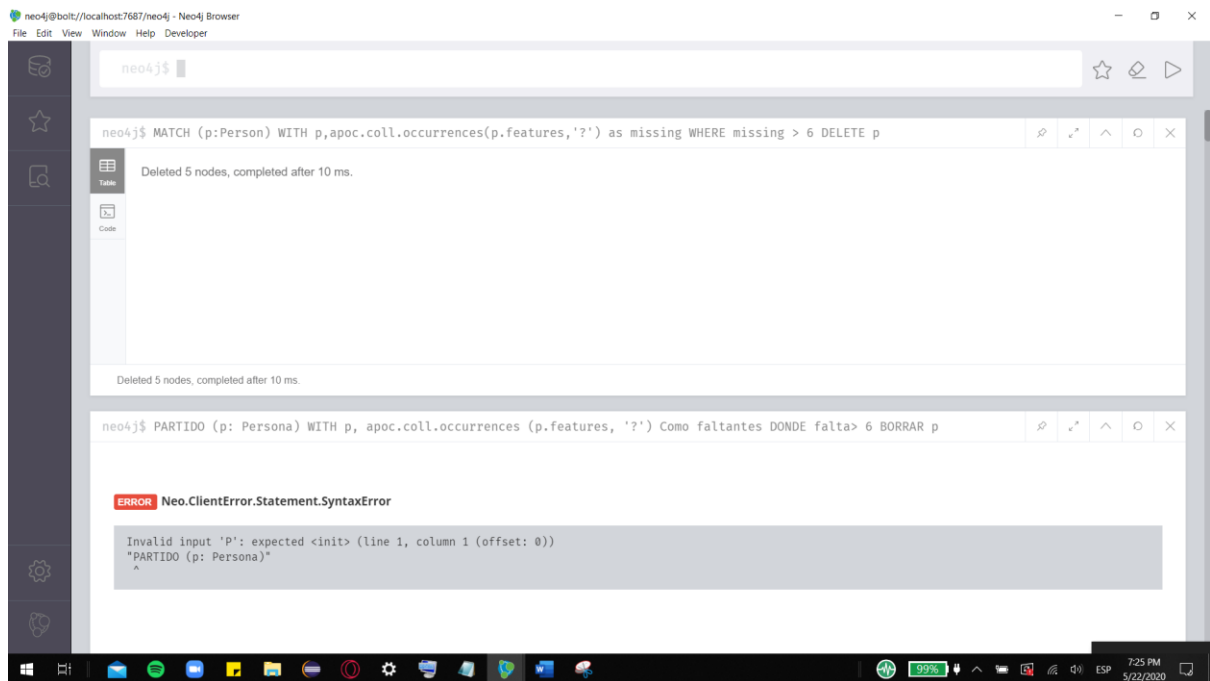 neo4j@bolt://localhost:7687/neo4j - Neo4j Browser
File Edit View Window Help Developer
neo4j$
neo4j$ MATCH (p:Person) WITH p,apoc.coll.occurrences(p.features,'?') as missing WHERE missing > 6 DELETE p
Table
Deleted 5 nodes, completed after 10 ms.
Code
Deleted 5 nodes, completed after 10 ms.
neo4j$ PARTIDO (p: Persona) WITH p, apoc.coll.occurrences (p.features, '?') Como faltantes DONDE falta> 6 BORRAR p
ERROR Neo.ClientError.Statement.SyntaxError
Invalid input 'P': expected <init> (line 1, column 1 (offset: 0))
"PARTIDO (p: Persona)"
^
99% ESP 7:25 PM
5/22/2020